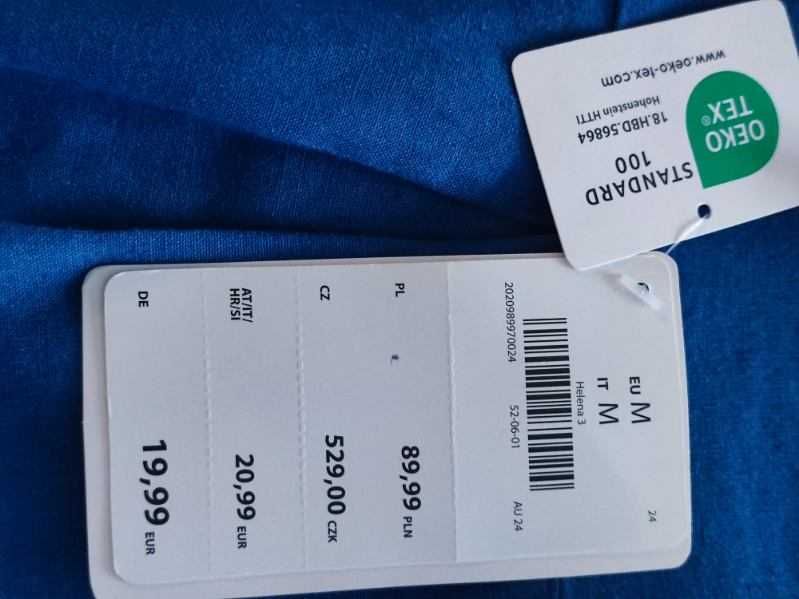 24
EU M
IT M
Helena 3
2020989970024
52-06-01
AU 24
PL
89,99 PLN
CZ
529,00 CZK
AT/IT/
HR/SI
20,99 EUR
DE
19,99 EUR
STANDARD
100
OEKO
TEX®
18.HBD.56864
Hohenstein HTTI
www.oeko-tex.com